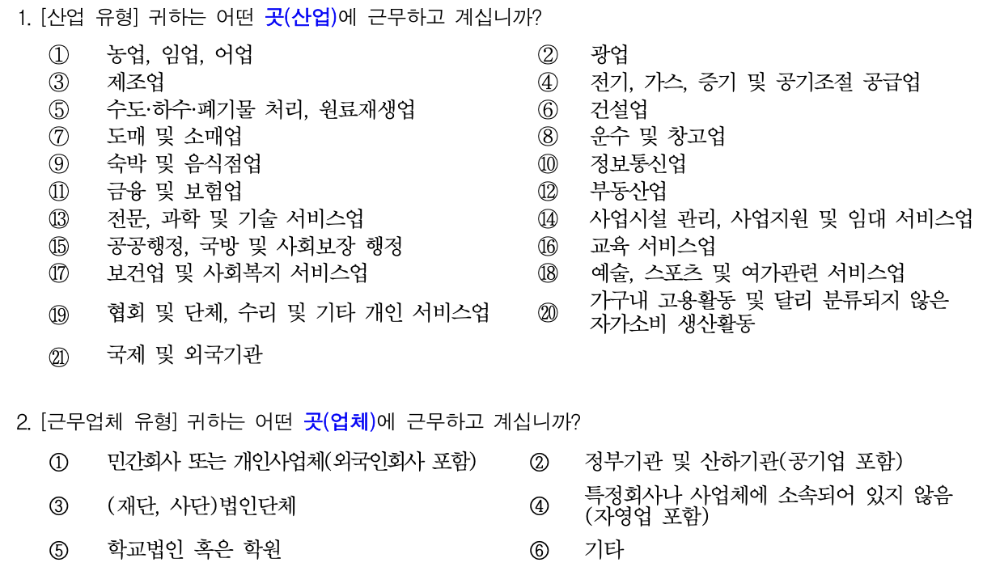 1. [산업 유형] 귀하는 어떤 곳(산업)에 근무하고 계십니까?
① 농업, 임업, 어업 ② 광업
③ 제조업 ④ 전기, 가스, 증기 및 공기조절 공급업
⑤ 수도·하수·폐기물 처리, 원료재생업 ⑥ 건설업
⑦ 도매 및 소매업 ⑧ 운수 및 창고업
⑨ 숙박 및 음식점업 ⑩ 정보통신업
⑪ 금융 및 보험업 ⑫ 부동산업
⑬ 전문, 과학 및 기술 서비스업 ⑭ 사업시설 관리, 사업지원 및 임대 서비스업
⑮ 공공행정, 국방 및 사회보장 행정 ⑯ 교육 서비스업
⑰ 보건업 및 사회복지 서비스업 ⑱ 예술, 스포츠 및 여가관련 서비스업
⑲ 협회 및 단체, 수리 및 기타 개인 서비스업 ⑳ 가구내 고용활동 및 달리 분류되지 않은
자가소비 생산활동
㉑ 국제 및 외국기관
2. [근무업체 유형] 귀하는 어떤 곳(업체)에 근무하고 계십니까?
① 민간회사 또는 개인사업체(외국인회사 포함) ② 정부기관 및 산하기관(공기업 포함)
③ (재단, 사단)법인단체 ④ 특정회사나 사업체에 소속되어 있지 않음
(자영업 포함)
⑤ 학교법인 혹은 학원 ⑥ 기타